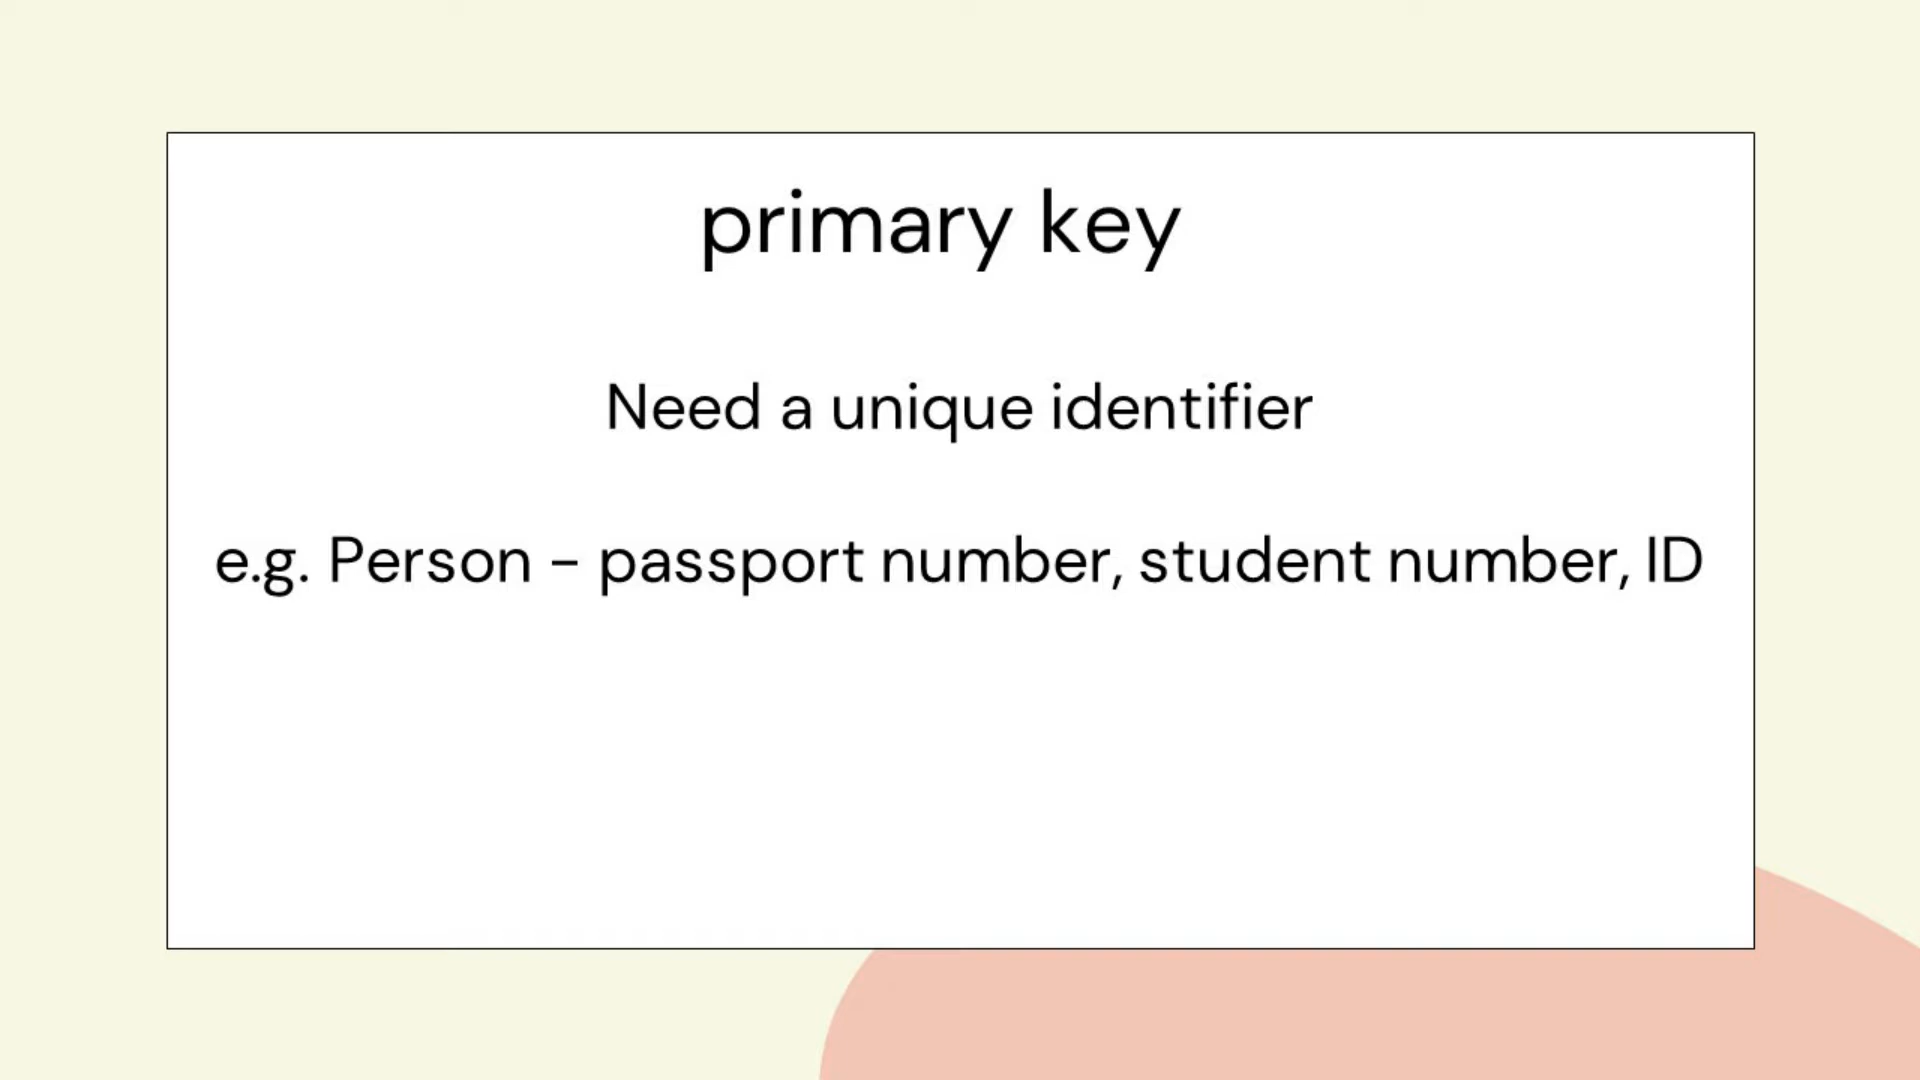 primary key
Need a unique identifier
e.g. Person - passport number, student number, ID